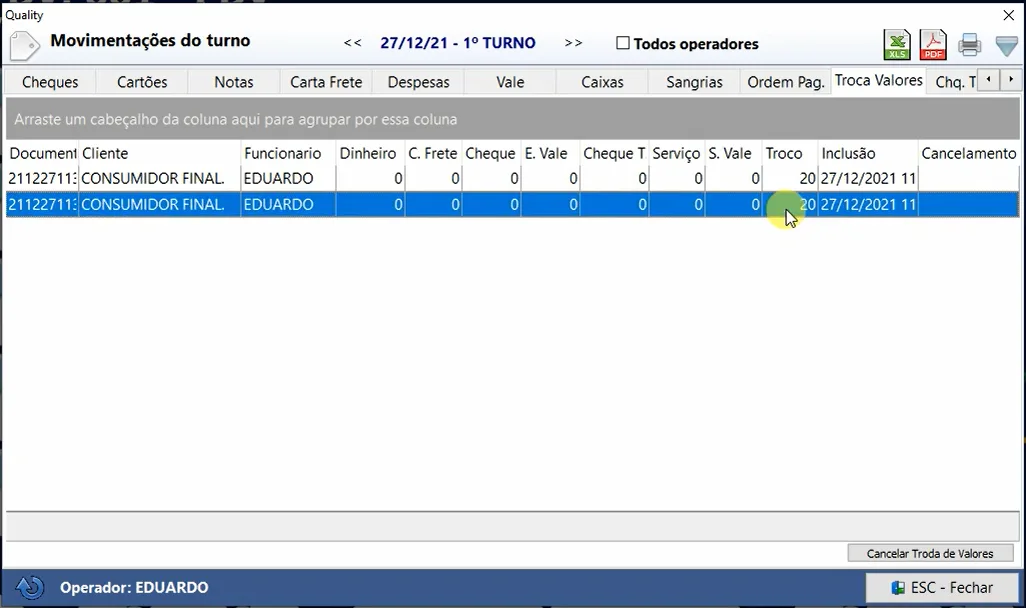 Quality
Movimentações do turno << 27/12/21 - 1º TURNO >> Todos operadores XLS PDF
Cheques Cartões Notas Carta Frete Despesas Vale Caixas Sangrias Ordem Pag. Troca Valores Chq. T
Arraste um cabeçalho da coluna aqui para agrupar por essa coluna
Document Cliente Funcionario Dinheiro C. Frete Cheque E. Vale Cheque T Serviço S. Vale Troco Inclusão Cancelamento
211227113 CONSUMIDOR FINAL. EDUARDO 0 0 0 0 0 0 0 20 27/12/2021 11
211227113 CONSUMIDOR FINAL. EDUARDO 0 0 0 0 0 0 0 20 27/12/2021 11
Cancelar Troda de Valores
Operador: EDUARDO ESC - Fechar